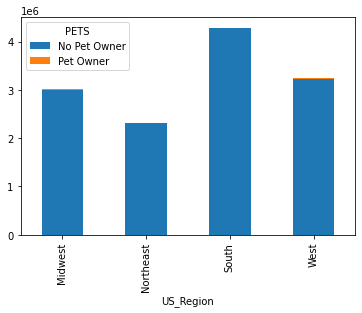 1e6
PETS
No Pet Owner
Pet Owner
4
3
2
1
0
Midwest
Northeast
South
West
US_Region